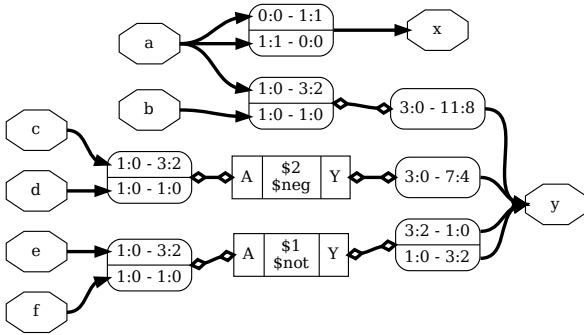 a
0:0 - 1:1
1:1 - 0:0
x
b
1:0 - 3:2
1:0 - 1:0
3:0 - 11:8
c
d
1:0 - 3:2
1:0 - 1:0
A
$2
$neg
Y
3:0 - 7:4
y
e
f
1:0 - 3:2
1:0 - 1:0
A
$1
$not
Y
3:2 - 1:0
1:0 - 3:2